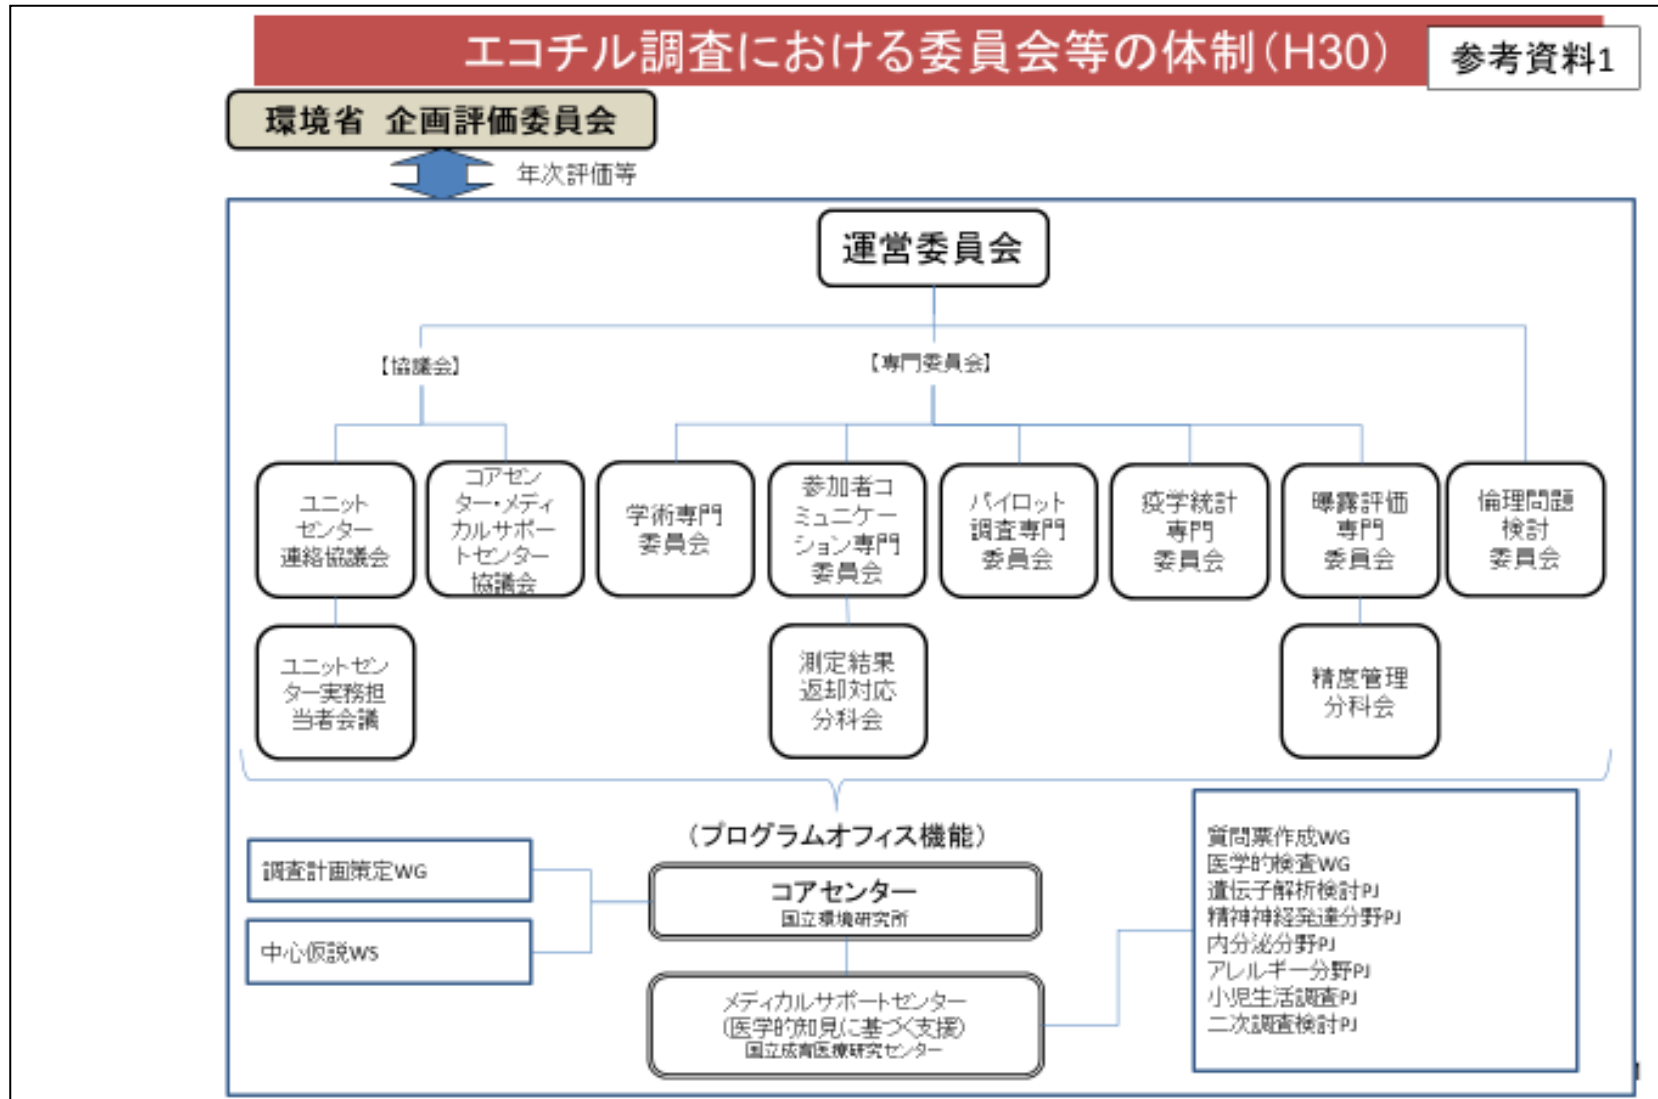 エコチル調査における委員会等の体制(H30)
参考資料1
環境省 企画評価委員会
年次評価等
運営委員会
【協議会】
【専門委員会】
ユニット
センター
連絡協議会
コアセン
ター・メディ
カルサポー
トセンター
協議会
学術専門
委員会
参加者コ
ミュニケー
ション専門
委員会
パイロット
調査専門
委員会
疫学統計
専門
委員会
曝露評価
専門
委員会
倫理問題
検討
委員会
ユニットセン
ター実務担
当者会議
測定結果
返却対応
分科会
精度管理
分科会
(プログラムオフィス機能)
調査計画策定WG
中心仮説WS
コアセンター
国立環境研究所
メディカルサポートセンター
(医学的知見に基づく支援)
国立成育医療研究センター
質問票作成WG
医学的検査WG
遺伝子解析検討PJ
精神神経発達分野PJ
内分泌分野PJ
アレルギー分野PJ
小児生活調査PJ
二次調査検討PJ